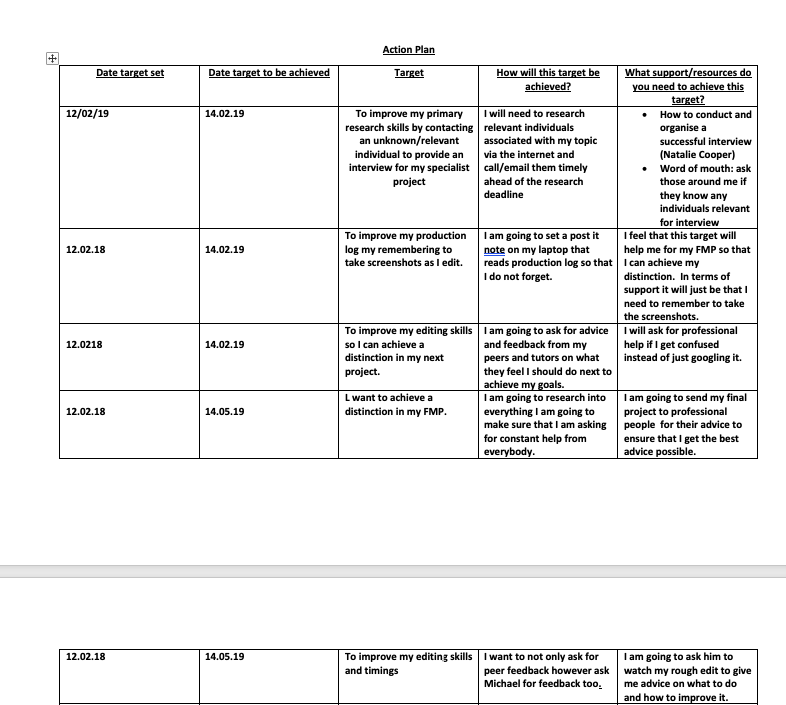 Action Plan
Date target set
Date target to be achieved
Target
How will this target be
achieved?
What support/resources do
you need to achieve this
target?
12/02/19
14.02.19
To improve my primary
research skills by contacting
an unknown/relevant
individual to provide an
interview for my specialist
project
I will need to research
relevant individuals
associated with my topic
via the internet and
call/email them timely
ahead of the research
deadline
• How to conduct and
organise a
successful interview
(Natalie Cooper)
• Word of mouth: ask
those around me if
they know any
individuals relevant
for interview
12.02.18
14.02.19
To improve my production
log my remembering to
take screenshots as I edit.
I am going to set a post it
note on my laptop that
reads production log so that
I do not forget.
I feel that this target will
help me for my FMP so that
I can achieve my
distinction.  In terms of
support it will just be that I
need to remember to take
the screenshots.
12.0218
14.02.19
To improve my editing skills
so I can achieve a
distinction in my next
project.
I am going to ask for advice
and feedback from my
peers and tutors on what
they feel I should do next to
achieve my goals.
I will ask for professional
help if I get confused
instead of just googling it.
12.02.18
14.05.19
L want to achieve a
distinction in my FMP.
I am going to research into
everything I am going to
make sure that I am asking
for constant help from
everybody.
I am going to send my final
project to professional
people  for their advice to
ensure that I get the best
advice possible.
12.02.18
14.05.19
To improve my editing skills
and timings
I want to not only ask for
peer feedback however ask
Michael for feedback too.
I am going to ask him to
watch my rough edit to give
me advice on what to do
and how to improve it.